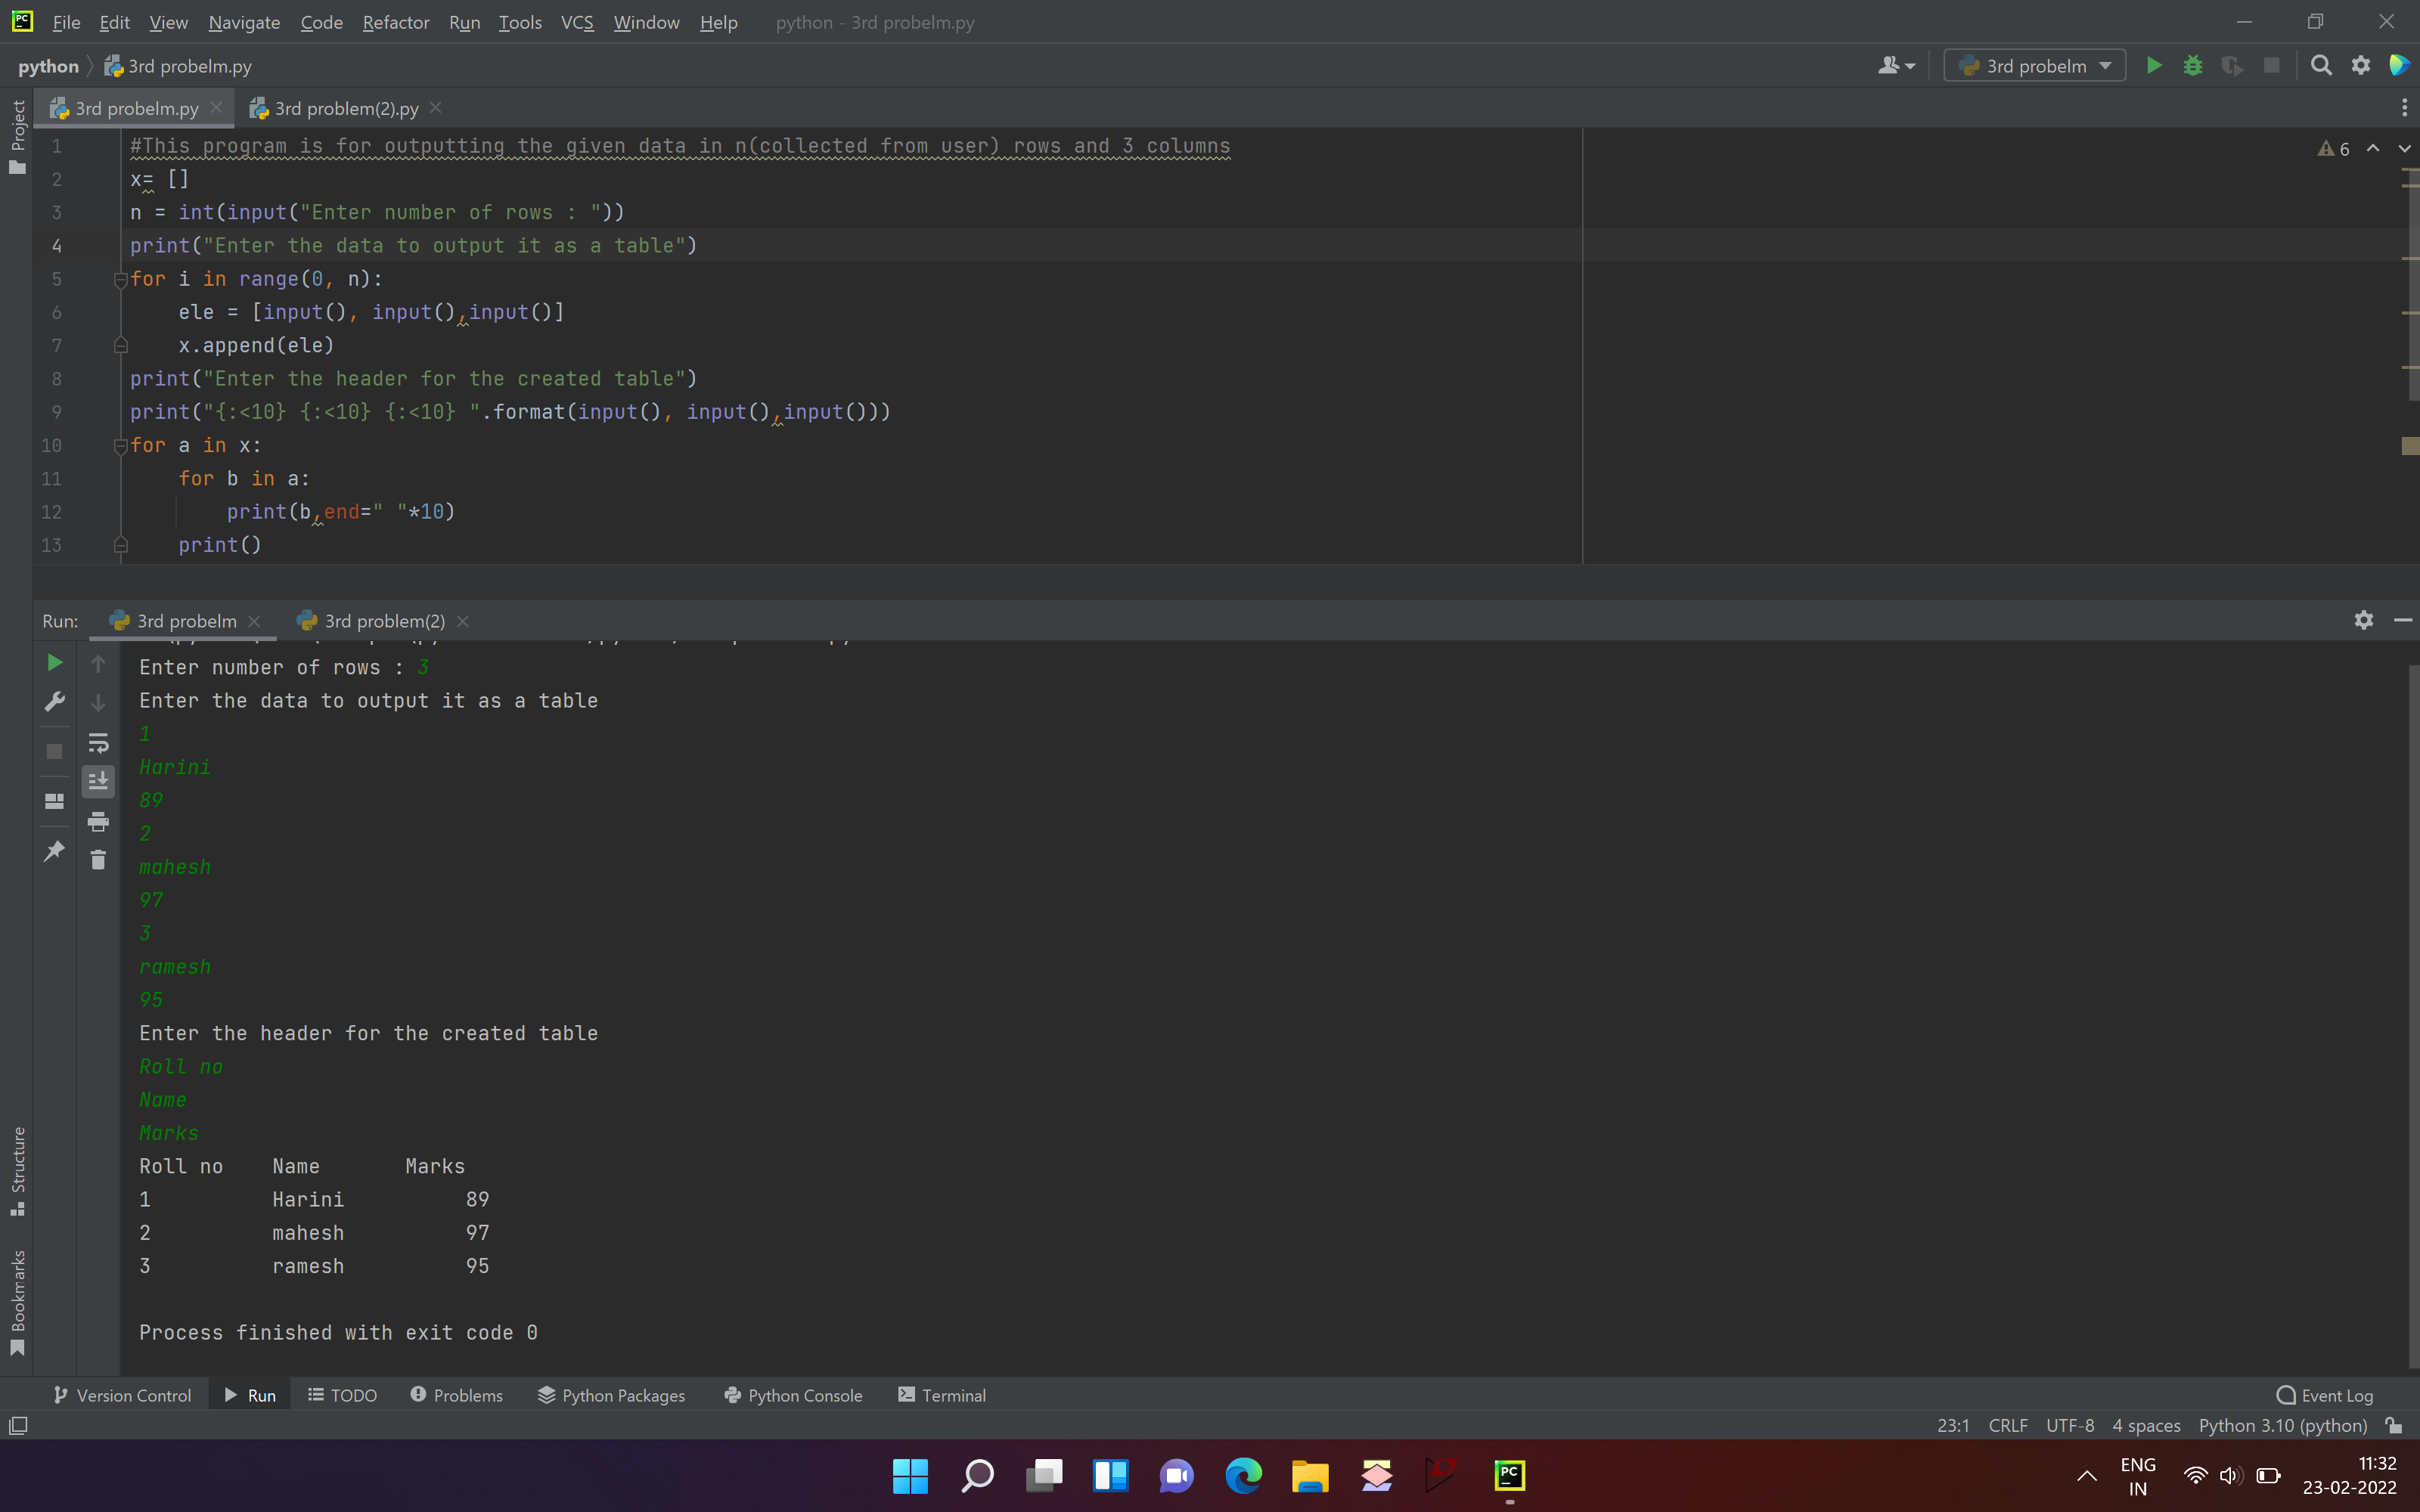 File Edit View Navigate Code Refactor Run Tools VCS Window Help python - 3rd probelm.py
python 3rd probelm.py 3rd probelm
Project
3rd probelm.py 3rd problem(2).py
1 #This program is for outputting the given data in n(collected from user) rows and 3 columns
6
2 x= []
3 n = int(input("Enter number of rows : "))
4 print("Enter the data to output it as a table")
5 for i in range(0, n):
6 ele = [input(), input(),input()]
7 x.append(ele)
8 print("Enter the header for the created table")
9 print("{:<10} {:<10} {:<10} ".format(input(), input(),input()))
10 for a in x:
11 for b in a:
12 print(b,end=" "*10)
13 print()
Run: 3rd probelm 3rd problem(2)
Enter number of rows : 3
Enter the data to output it as a table
1
Harini
89
2
mahesh
97
3
ramesh
95
Enter the header for the created table
Roll no
Name
Marks
Roll no Name Marks
1 Harini 89
2 mahesh 97
3 ramesh 95
Process finished with exit code 0
Structure
Bookmarks
Version Control Run TODO Problems Python Packages Python Console Terminal Event Log
23:1 CRLF UTF-8 4 spaces Python 3.10 (python)
PC
ENG
IN
11:32
23-02-2022